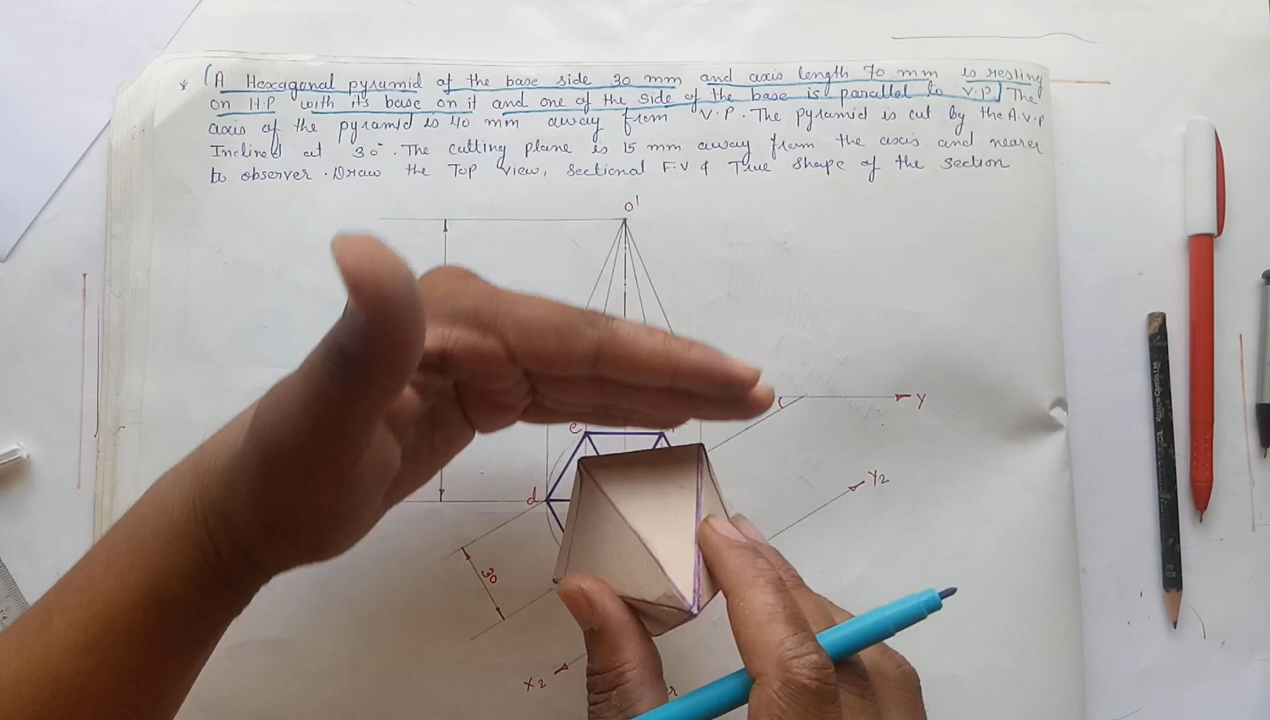 * (A Hexagonal pyramid of the base side 30 mm and axis length 70 mm is resting
on H.P with its base on it and one of the side of the base is parallel to V.P) The
axis of the pyramid is 40 mm away from V.P. The pyramid is cut by the A.V.P
Inclined at 30°. The cutting plane is 15 mm away from the axis and nearer
to observer. Draw the Top view, sectional F.V & True shape of the section
o'
Y
e
d
Y2
30
X2